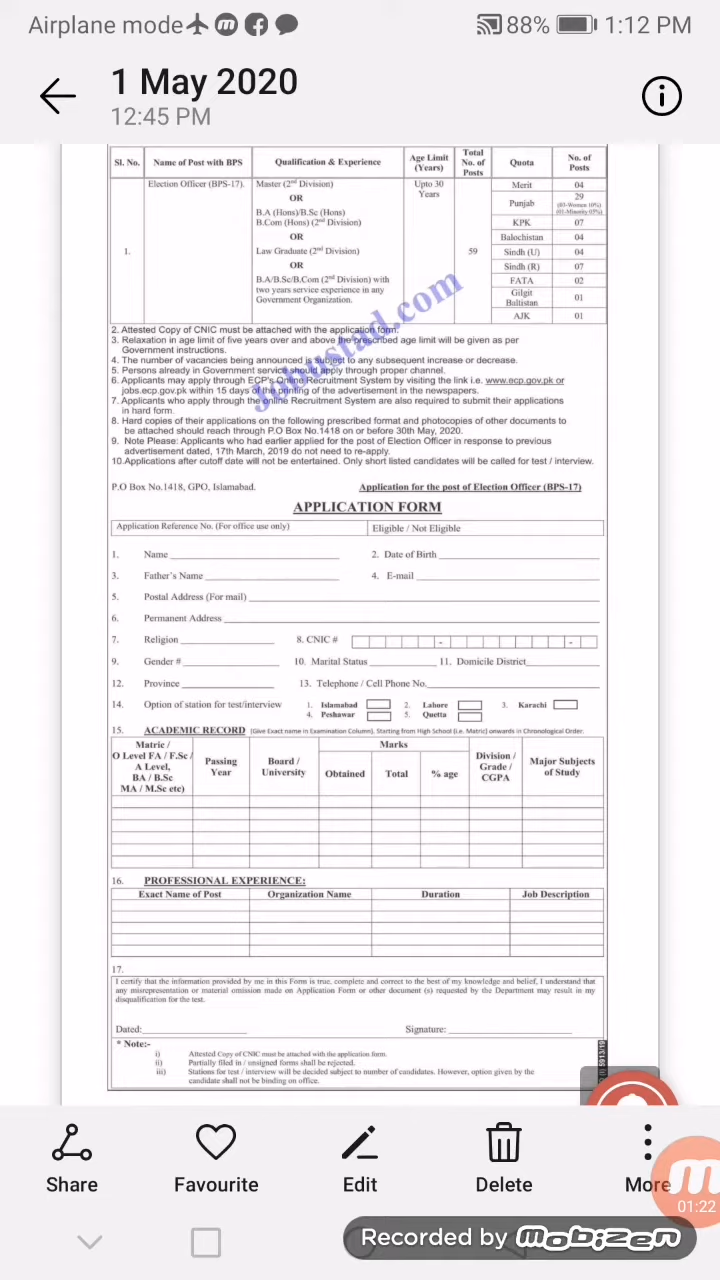 Airplane mode 88% 1:12 PM
1 May 2020
12:45 PM
Sl. No. Name of Post with BPS Qualification & Experience Age Limit (Years) Total No. of Posts Quota No. of Posts
1. Election Officer (BPS-17). Master (2nd Division) Upto 30 Years 59 Merit 04
OR Punjab 29
(03-Women 10%)
(01-Minority 05%)
B.A (Hons)/B.Sc (Hons) KPK 07
B.Com (Hons) (2nd Division)
OR Balochistan 04
Law Graduate (2nd Division) Sindh (U) 04
OR Sindh (R) 07
B.A/B.Sc/B.Com (2nd Division) with FATA 02
two years service experience in any Gilgit Baltistan 01
Government Organization. AJK 01
Jobustad.com
2. Attested Copy of CNIC must be attached with the application form.
3. Relaxation in age limit of five years over and above the prescribed age limit will be given as per
Government instructions.
4. The number of vacancies being announced is subject to any subsequent increase or decrease.
5. Persons already in Government service should apply through proper channel.
6. Applicants may apply through ECP's Online Recruitment System by visiting the link i.e. www.ecp.gov.pk or
jobs.ecp.gov.pk within 15 days of the printing of the advertisement in the newspapers.
7. Applicants who apply through the online Recruitment System are also required to submit their applications
in hard form.
8. Hard copies of their applications on the following prescribed format and photocopies of other documents to
be attached should reach through P.O Box No.1418 on or before 30th May, 2020.
9. Note Please: Applicants who had earlier applied for the post of Election Officer in response to previous
advertisement dated, 17th March, 2019 do not need to re-apply.
10. Applications after cutoff date will not be entertained. Only short listed candidates will be called for test / interview.
P.O Box No.1418, GPO, Islamabad. Application for the post of Election Officer (BPS-17)
APPLICATION FORM
Application Reference No. (For office use only) Eligible / Not Eligible
1. Name 2. Date of Birth
3. Father's Name 4. E-mail
5. Postal Address (For mail)
6. Permanent Address
7. Religion 8. CNIC # - -
9. Gender # 10. Marital Status 11. Domicile District
12. Province 13. Telephone / Cell Phone No.
14. Option of station for test/interview 1. Islamabad 2. Lahore 3. Karachi
4. Peshawar 5. Quetta
15. ACADEMIC RECORD (Give Exact name in Examination Column). Starting from High School (i.e. Matric) onwards in Chronological Order.
Matric / O Level FA / F.Sc / A Level, BA / B.Sc MA / M.Sc etc) Passing Year Board / University Marks Division / Grade / CGPA Major Subjects of Study
Obtained Total % age
16. PROFESSIONAL EXPERIENCE:
Exact Name of Post Organization Name Duration Job Description
17.
I certify that the information provided by me in this Form is true, complete and correct to the best of my knowledge and belief, I understand that
any misrepresentation or material omission made on Application Form or other document (s) requested by the Department may result in my
disqualification for the test.
Dated: Signature:
* Note:-
i) Attested Copy of CNIC must be attached with the application form.
ii) Partially filed in / unsigned forms shall be rejected.
iii) Stations for test / interview will be decided subject to number of candidates. However, option given by the
candidate shall not be binding on office.
Share Favourite Edit Delete More
01:22
Recorded by mobizen